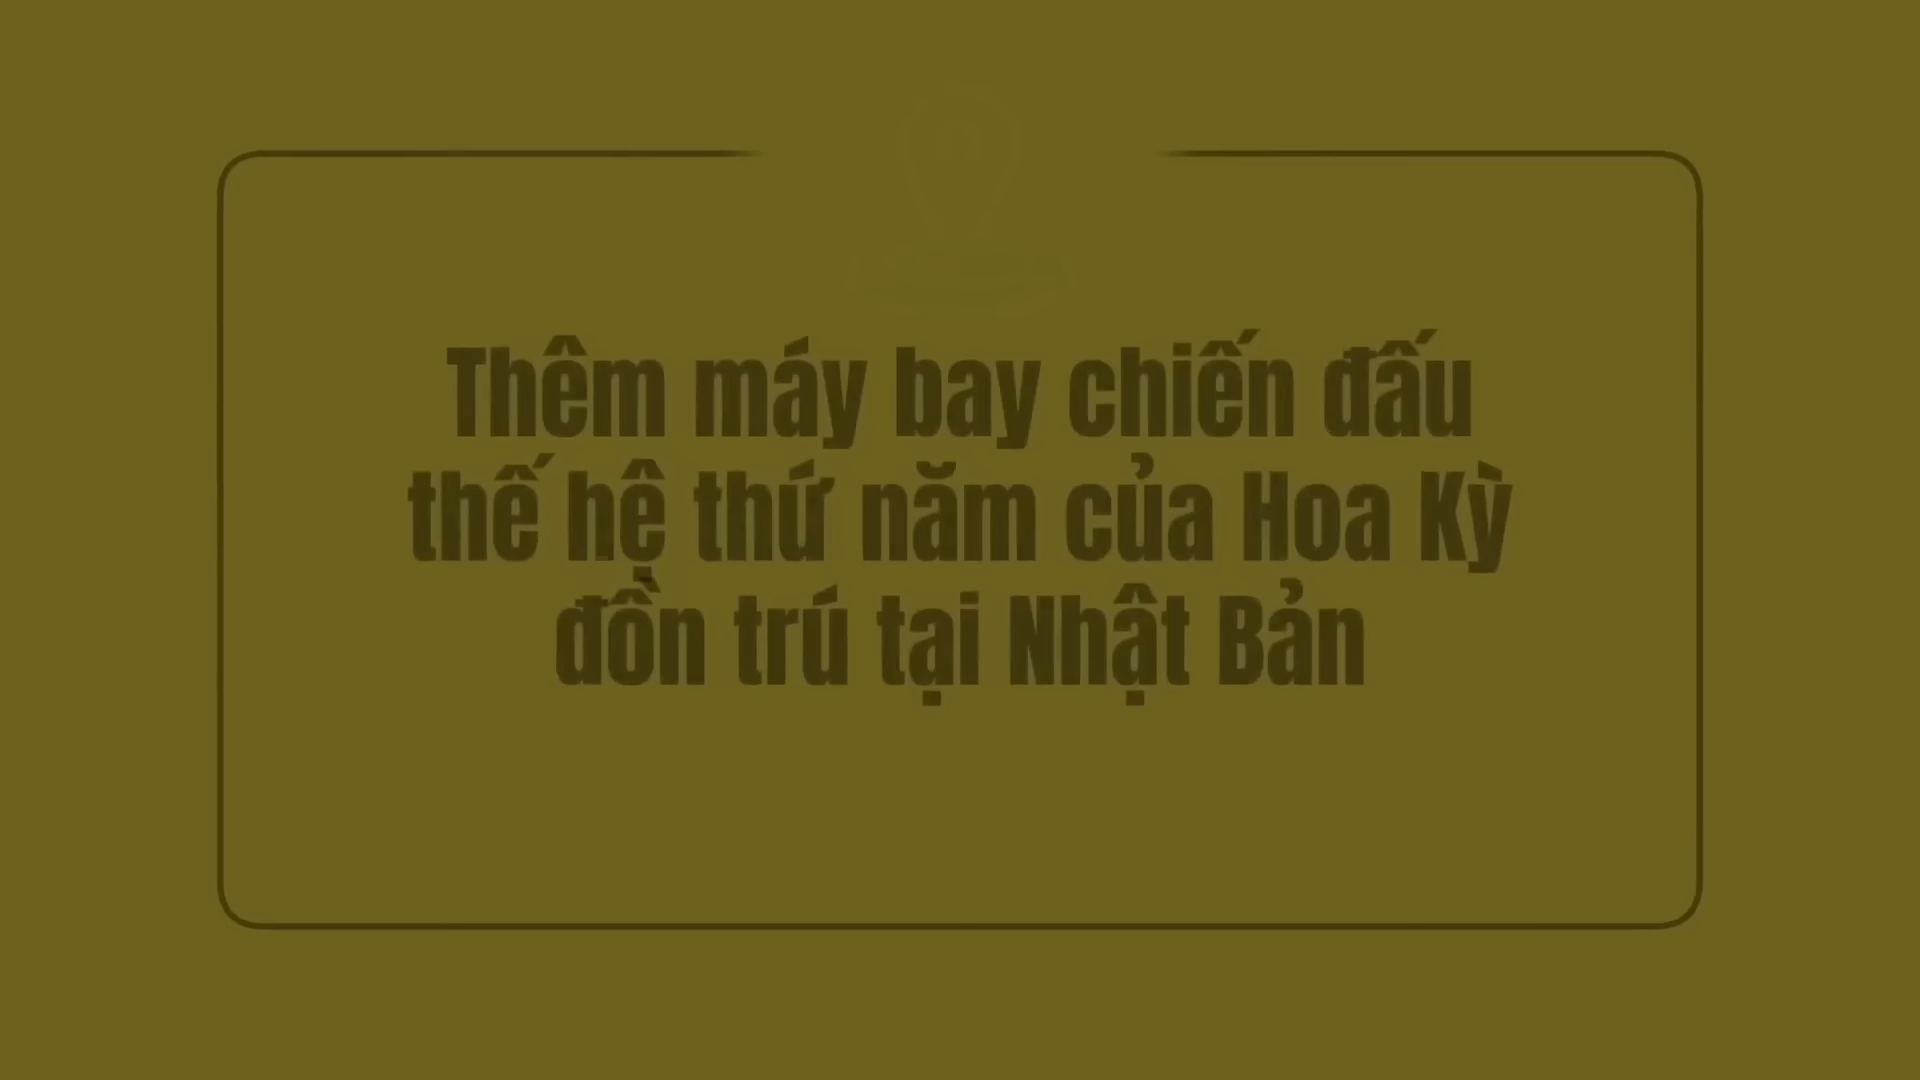 Thêm máy bay chiến đấu
thế hệ thứ năm của Hoa Kỳ
đồn trú tại Nhật Bản